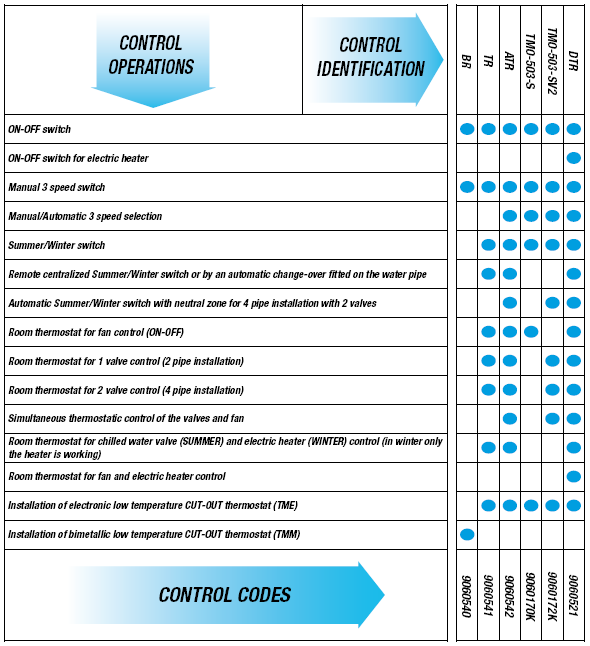 CONTROL
OPERATIONS
CONTROL
IDENTIFICATION
BR
TR
ATR
TMO-503-S
TMO-503-SV2
DTR
ON-OFF switch
ON-OFF switch for electric heater
Manual 3 speed switch
Manual/Automatic 3 speed selection
Summer/Winter switch
Remote centralized Summer/Winter switch or by an automatic change-over fitted on the water pipe
Automatic Summer/Winter switch with neutral zone for 4 pipe installation with 2 valves
Room thermostat for fan control (ON-OFF)
Room thermostat for 1 valve control (2 pipe installation)
Room thermostat for 2 valve control (4 pipe installation)
Simultaneous thermostatic control of the valves and fan
Room thermostat for chilled water valve (SUMMER) and electric heater (WINTER) control (in winter only
the heater is working)
Room thermostat for fan and electric heater control
Installation of electronic low temperature CUT-OUT thermostat (TME)
Installation of bimetallic low temperature CUT-OUT thermostat (TMM)
CONTROL CODES
9060540
9060541
9060542
9060170K
9060172K
9060521